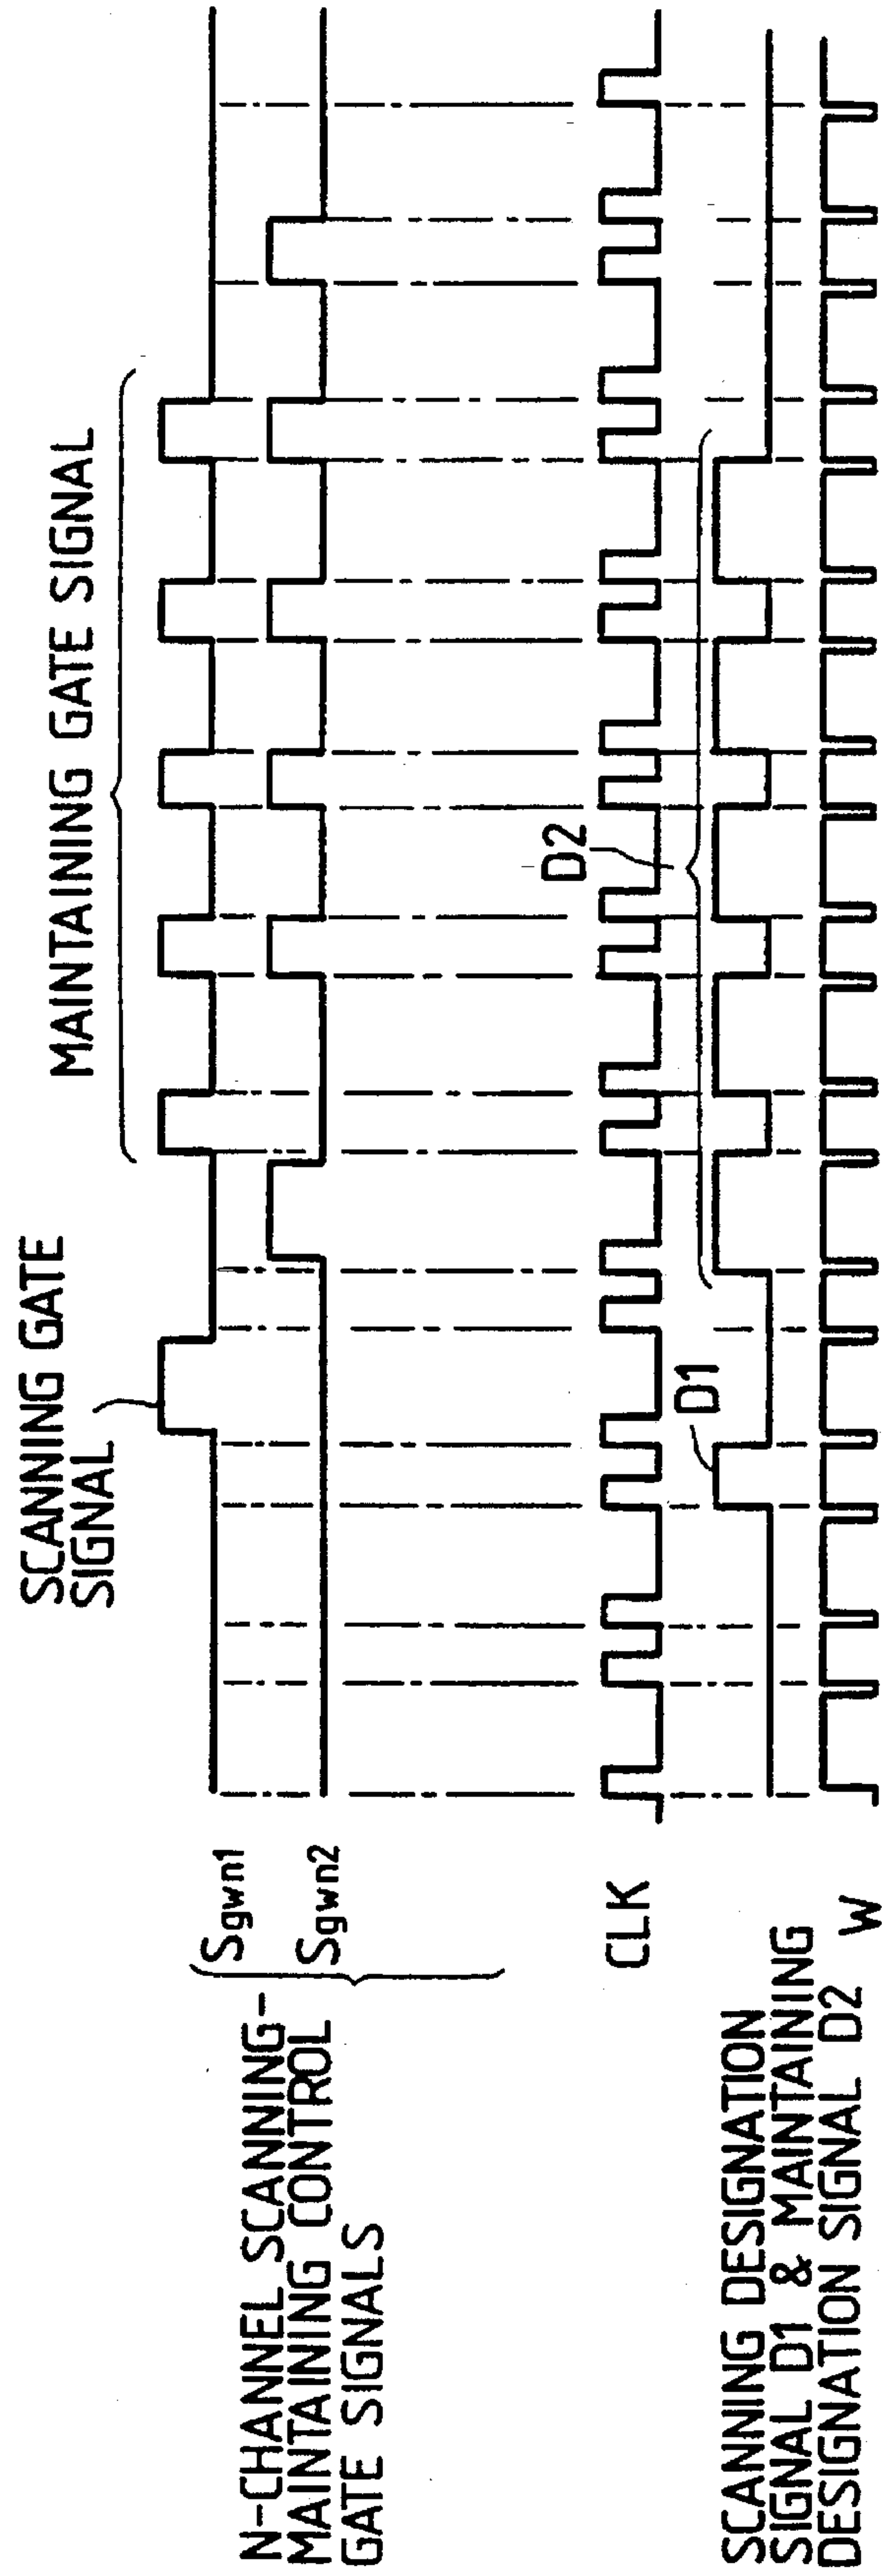 SCANNING GATE
SIGNAL
MAINTAINING GATE SIGNAL
N-CHANNEL SCANNING-
MAINTAINING CONTROL
GATE SIGNALS
Sgwn1
Sgwn2
CLK
D1
D2
SCANNING DESIGNATION
SIGNAL D1 & MAINTAINING
DESIGNATION SIGNAL D2
W